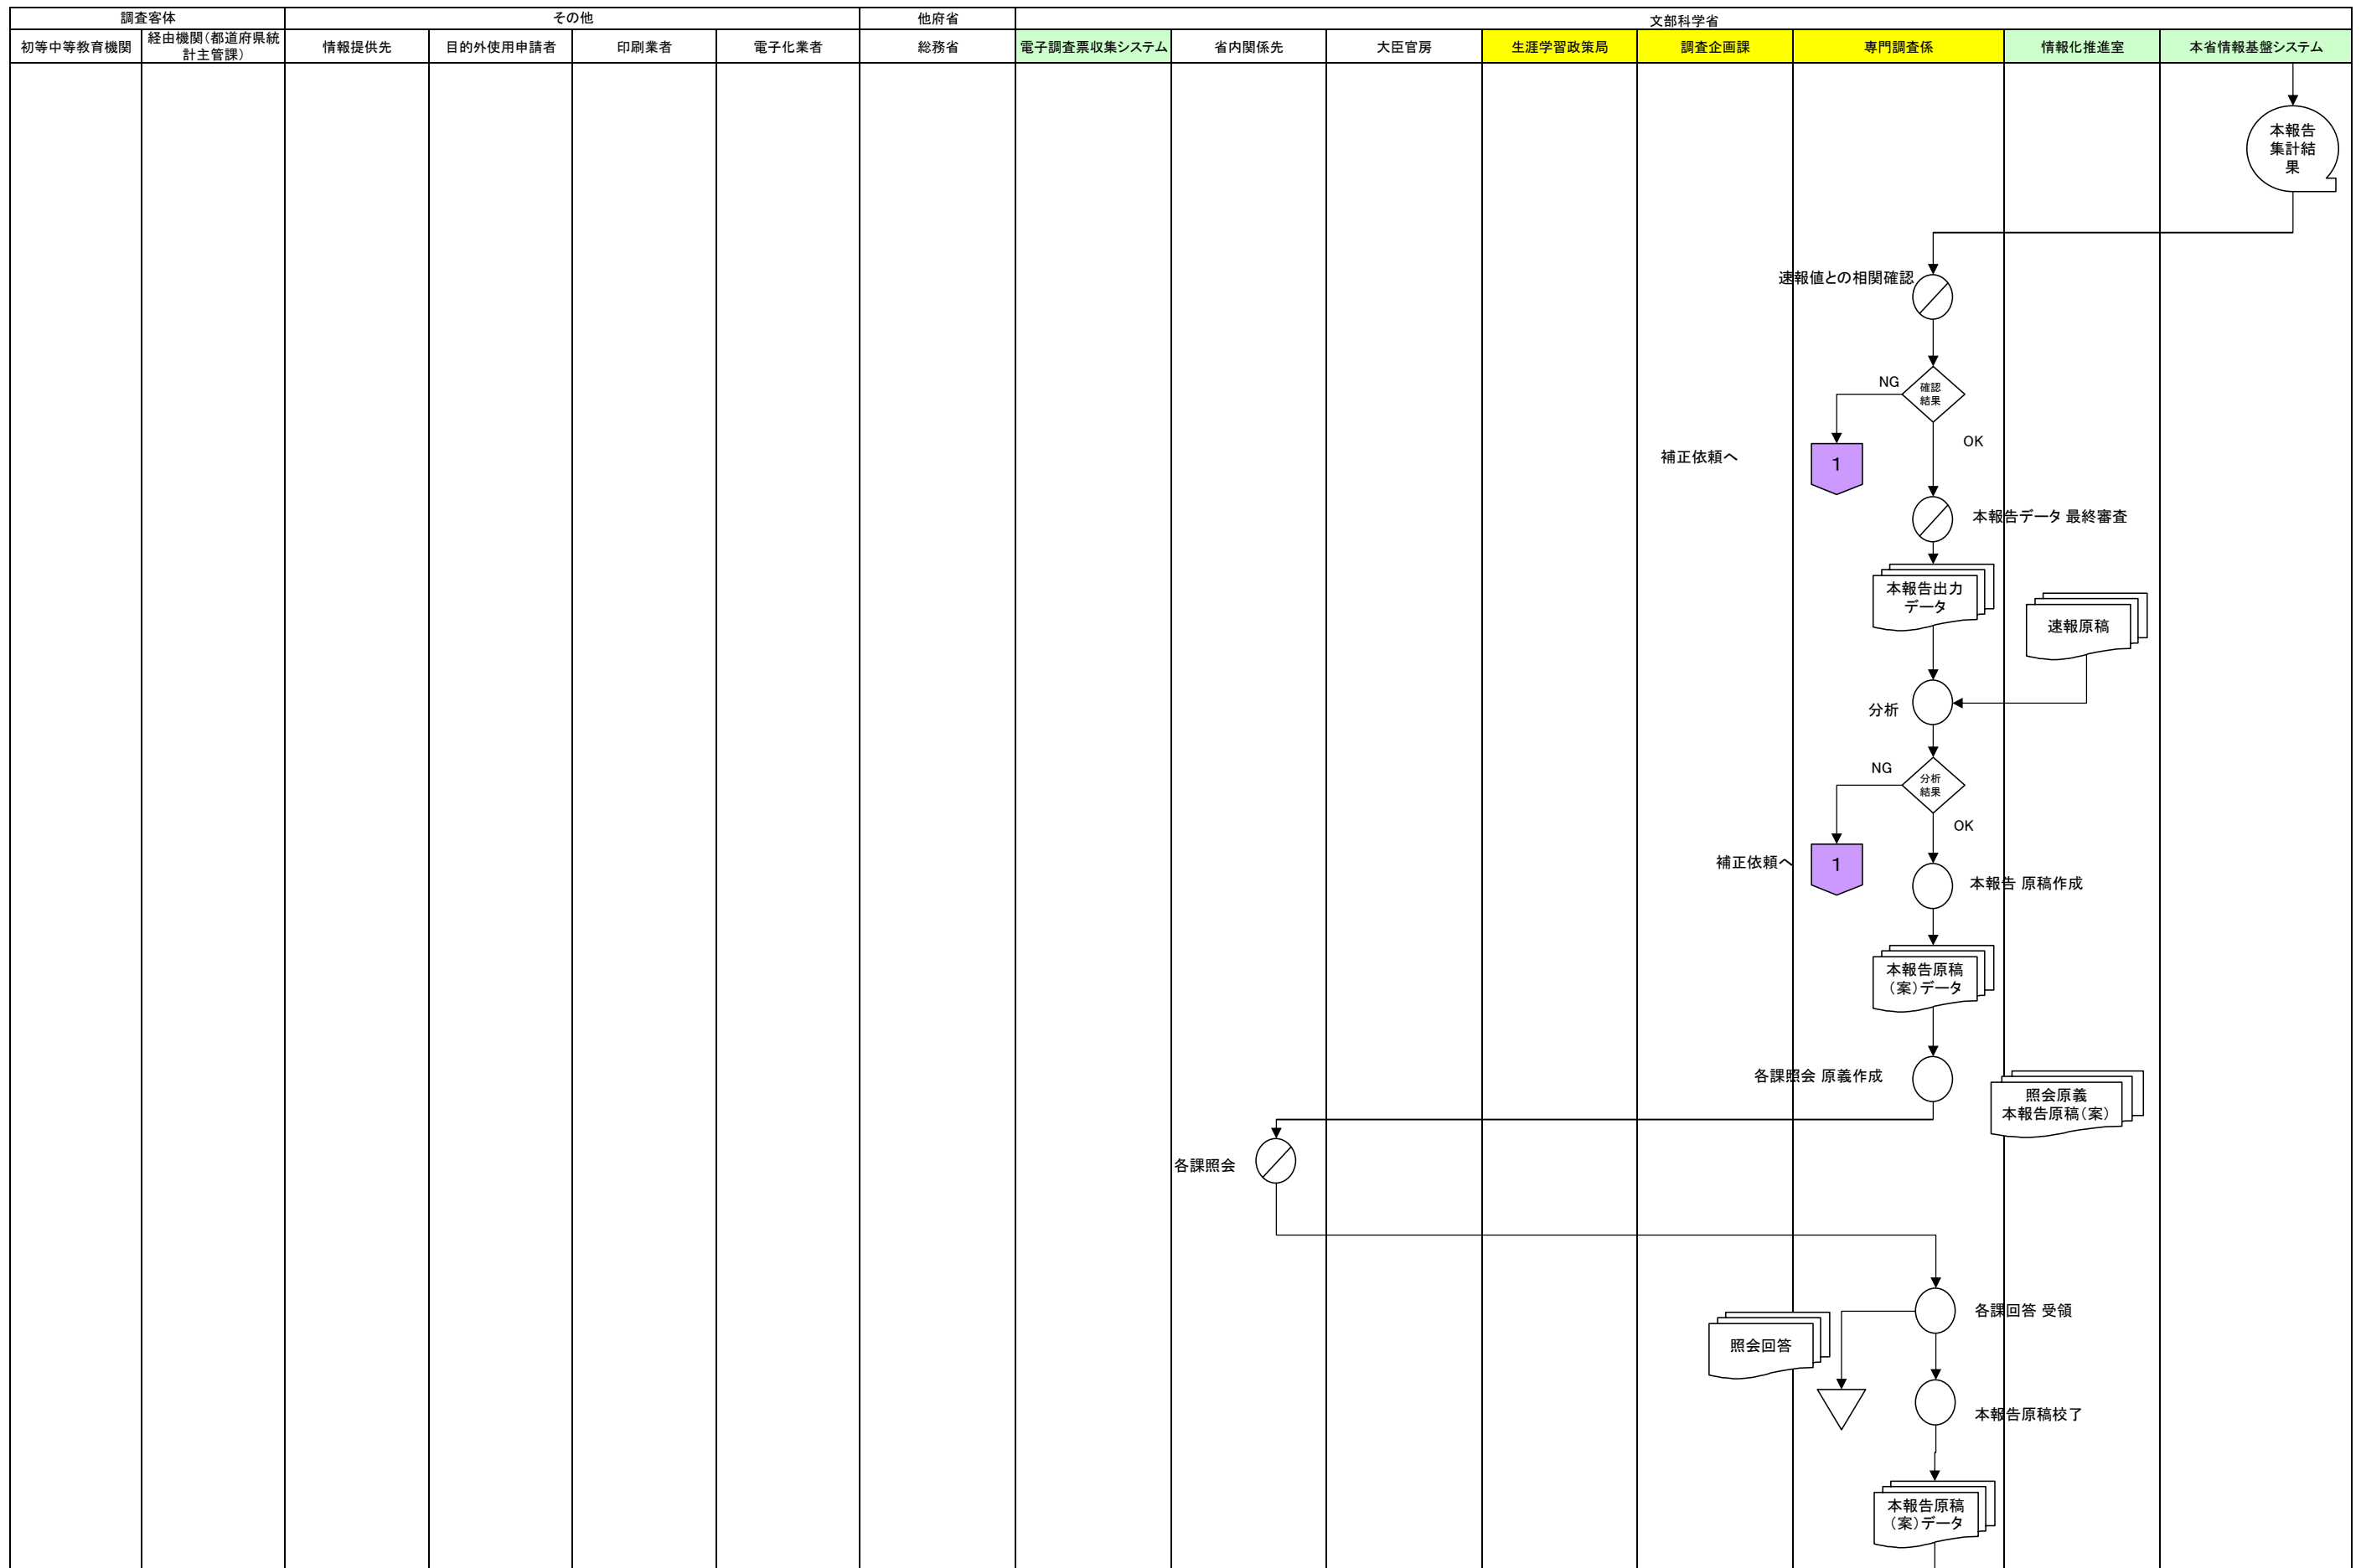 調査客体
その他
他府省
文部科学省
初等中等教育機関
経由機関（都道府県統
計主管課）
情報提供先
目的外使用申請者
印刷業者
電子化業者
総務省
電子調査票収集システム
省内関係先
大臣官房
生涯学習政策局
調査企画課
専門調査係
情報化推進室
本省情報基盤システム
本報告
集計結
果
速報値との相関確認
NG
確認
結果
OK
補正依頼へ
1
本報告データ 最終審査
本報告出力
データ
速報原稿
分析
NG
分析
結果
OK
補正依頼へ
1
本報告 原稿作成
本報告原稿
（案）データ
各課照会 原義作成
照会原義
本報告原稿（案）
各課照会
各課回答 受領
照会回答
本報告原稿校了
本報告原稿
（案）データ